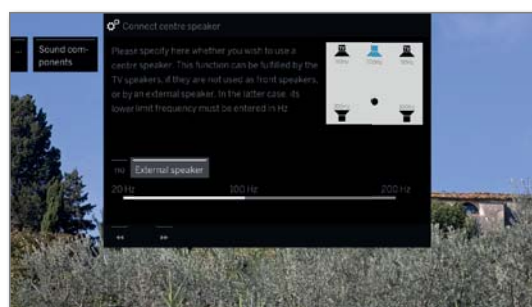 Connect centre speaker
...
Sound com-
ponents
Please specify here whether you wish to use a
centre speaker. This function can be fulfilled by the
TV speakers, if they are not used as front speakers,
or by an external speaker. In the latter case, its
lower limit frequency must be entered in Hz
External speaker
20 Hz 100 Hz 200 Hz